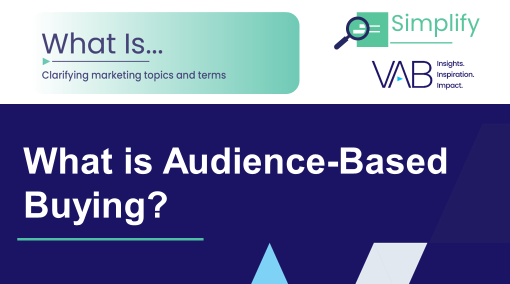 What Is...
Clarifying marketing topics and terms
Simplify
VAB
Insights.
Inspiration.
Impact.
What is Audience-Based
Buying?